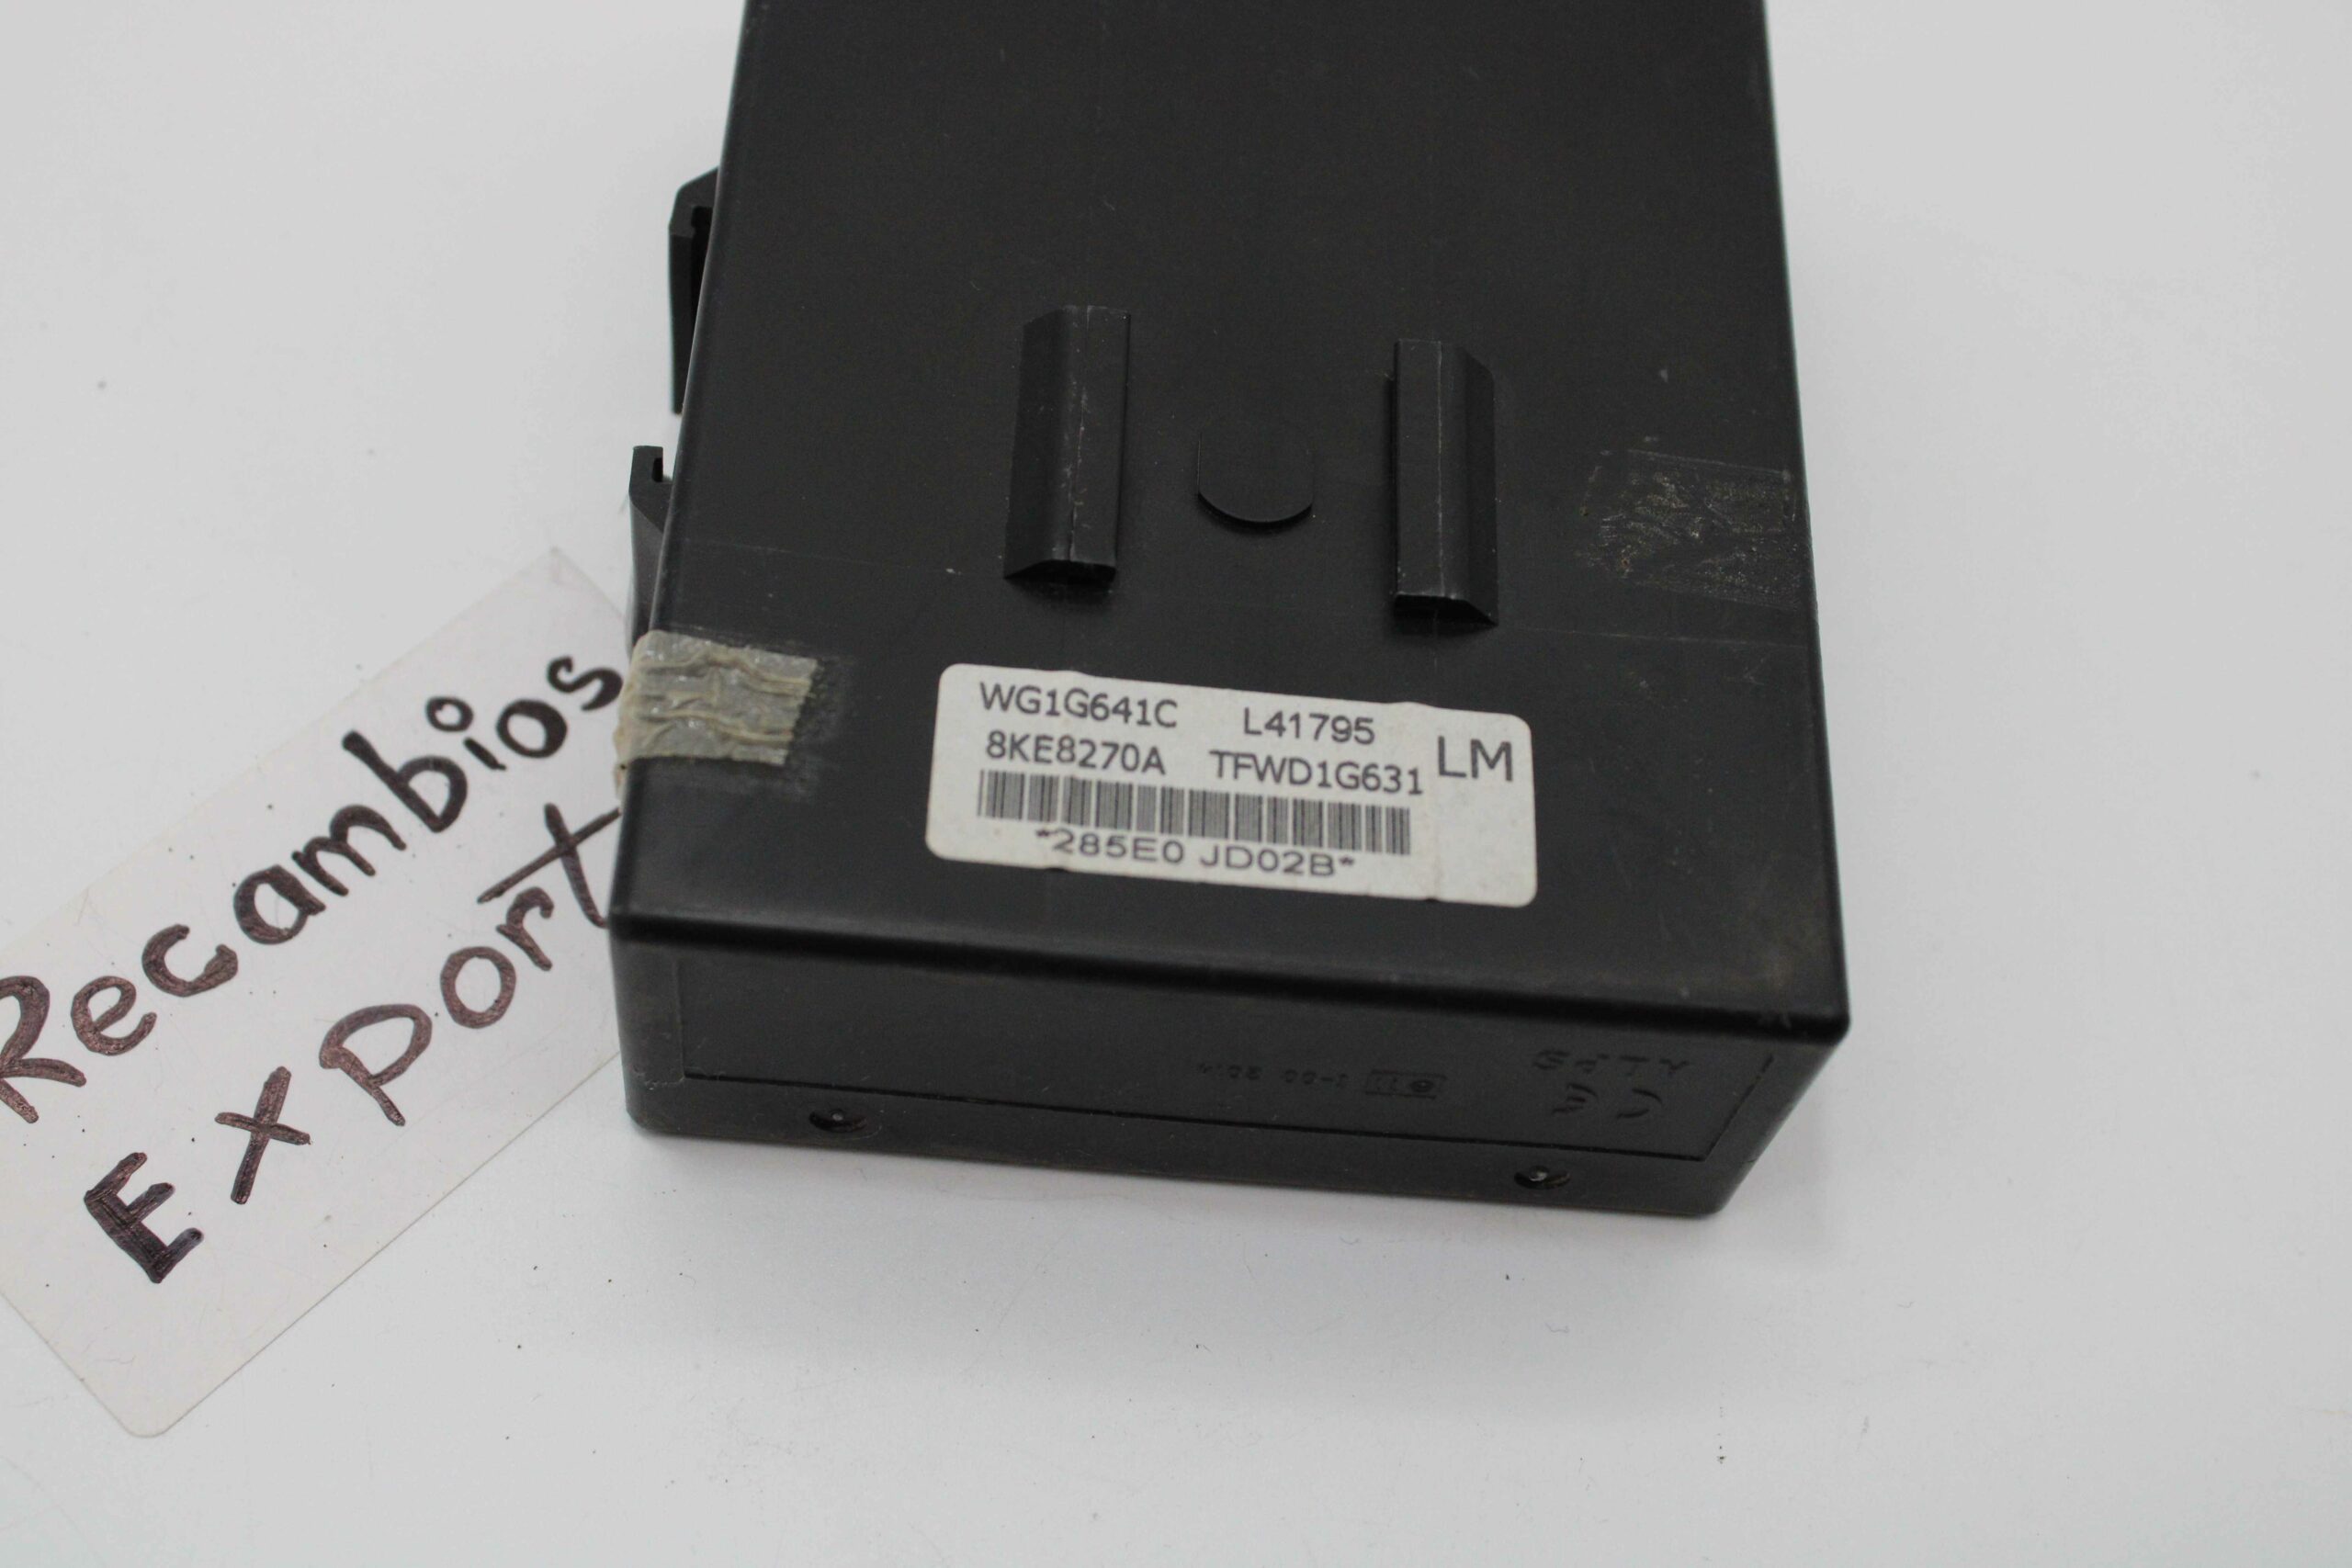 WG1G641C L41795
8KE8270A TFWD1G631 LM
*285E0 JD02B*
Recambios
Export